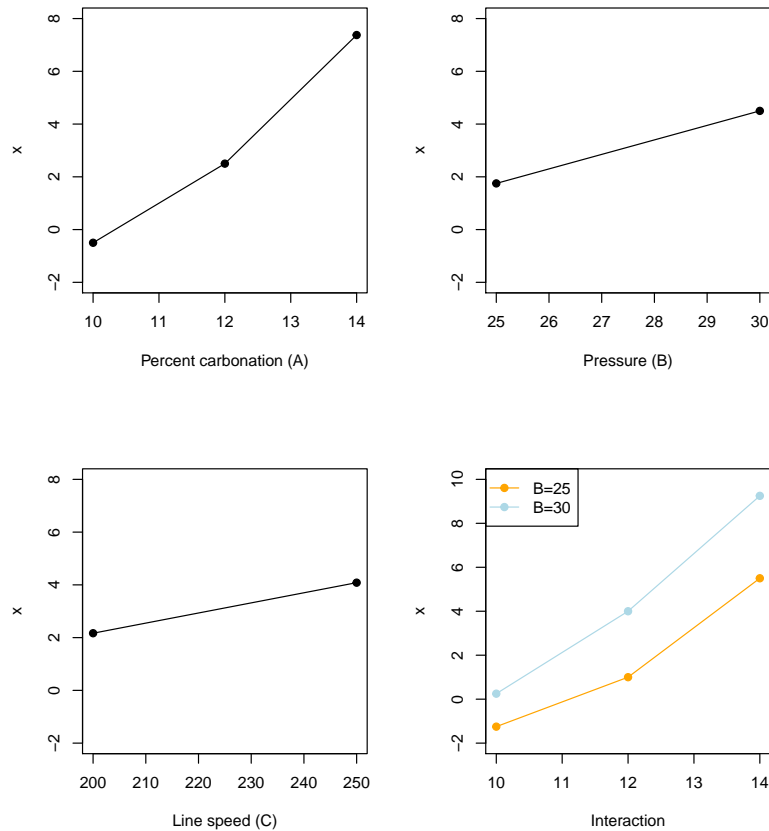 8
6
4
2
0
−2
x
10 11 12 13 14
Percent carbonation (A)
8
6
4
2
0
−2
x
25 26 27 28 29 30
Pressure (B)
8
6
4
2
0
−2
x
200 210 220 230 240 250
Line speed (C)
10
8
6
4
2
0
−2
x
B=25
B=30
10 11 12 13 14
Interaction